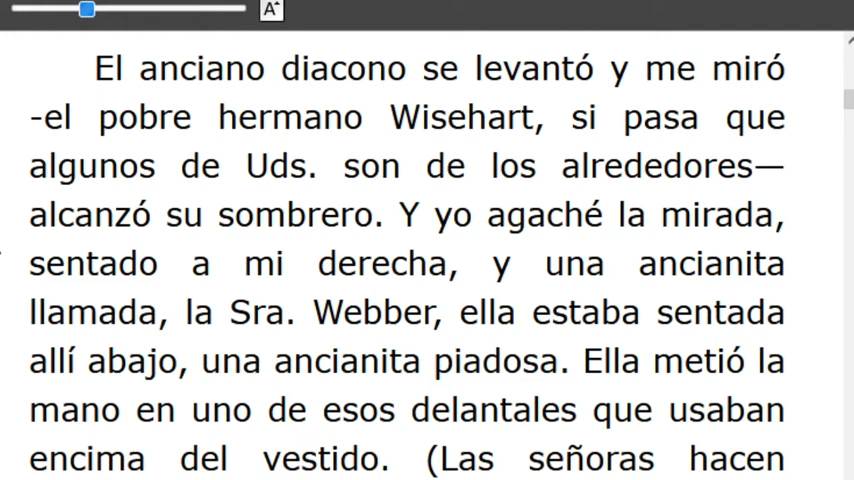 A
El anciano diacono se levantó y me miró
-el pobre hermano Wisehart, si pasa que
algunos de Uds. son de los alrededores—
alcanzó su sombrero. Y yo agaché la mirada,
sentado a mi derecha, y una ancianita
llamada, la Sra. Webber, ella estaba sentada
allí abajo, una ancianita piadosa. Ella metió la
mano en uno de esos delantales que usaban
encima del vestido. (Las señoras hacen